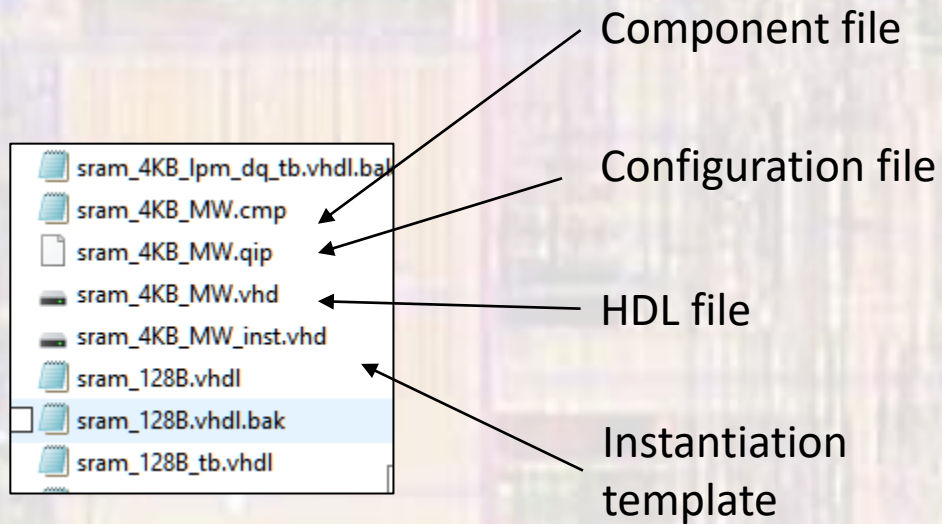 Component file
Configuration file
HDL file
Instantiation
template
sram_4KB_lpm_dq_tb.vhdl.bak
sram_4KB_MW.cmp
sram_4KB_MW.qip
sram_4KB_MW.vhd
sram_4KB_MW_inst.vhd
sram_128B.vhdl
sram_128B.vhdl.bak
sram_128B_tb.vhdl